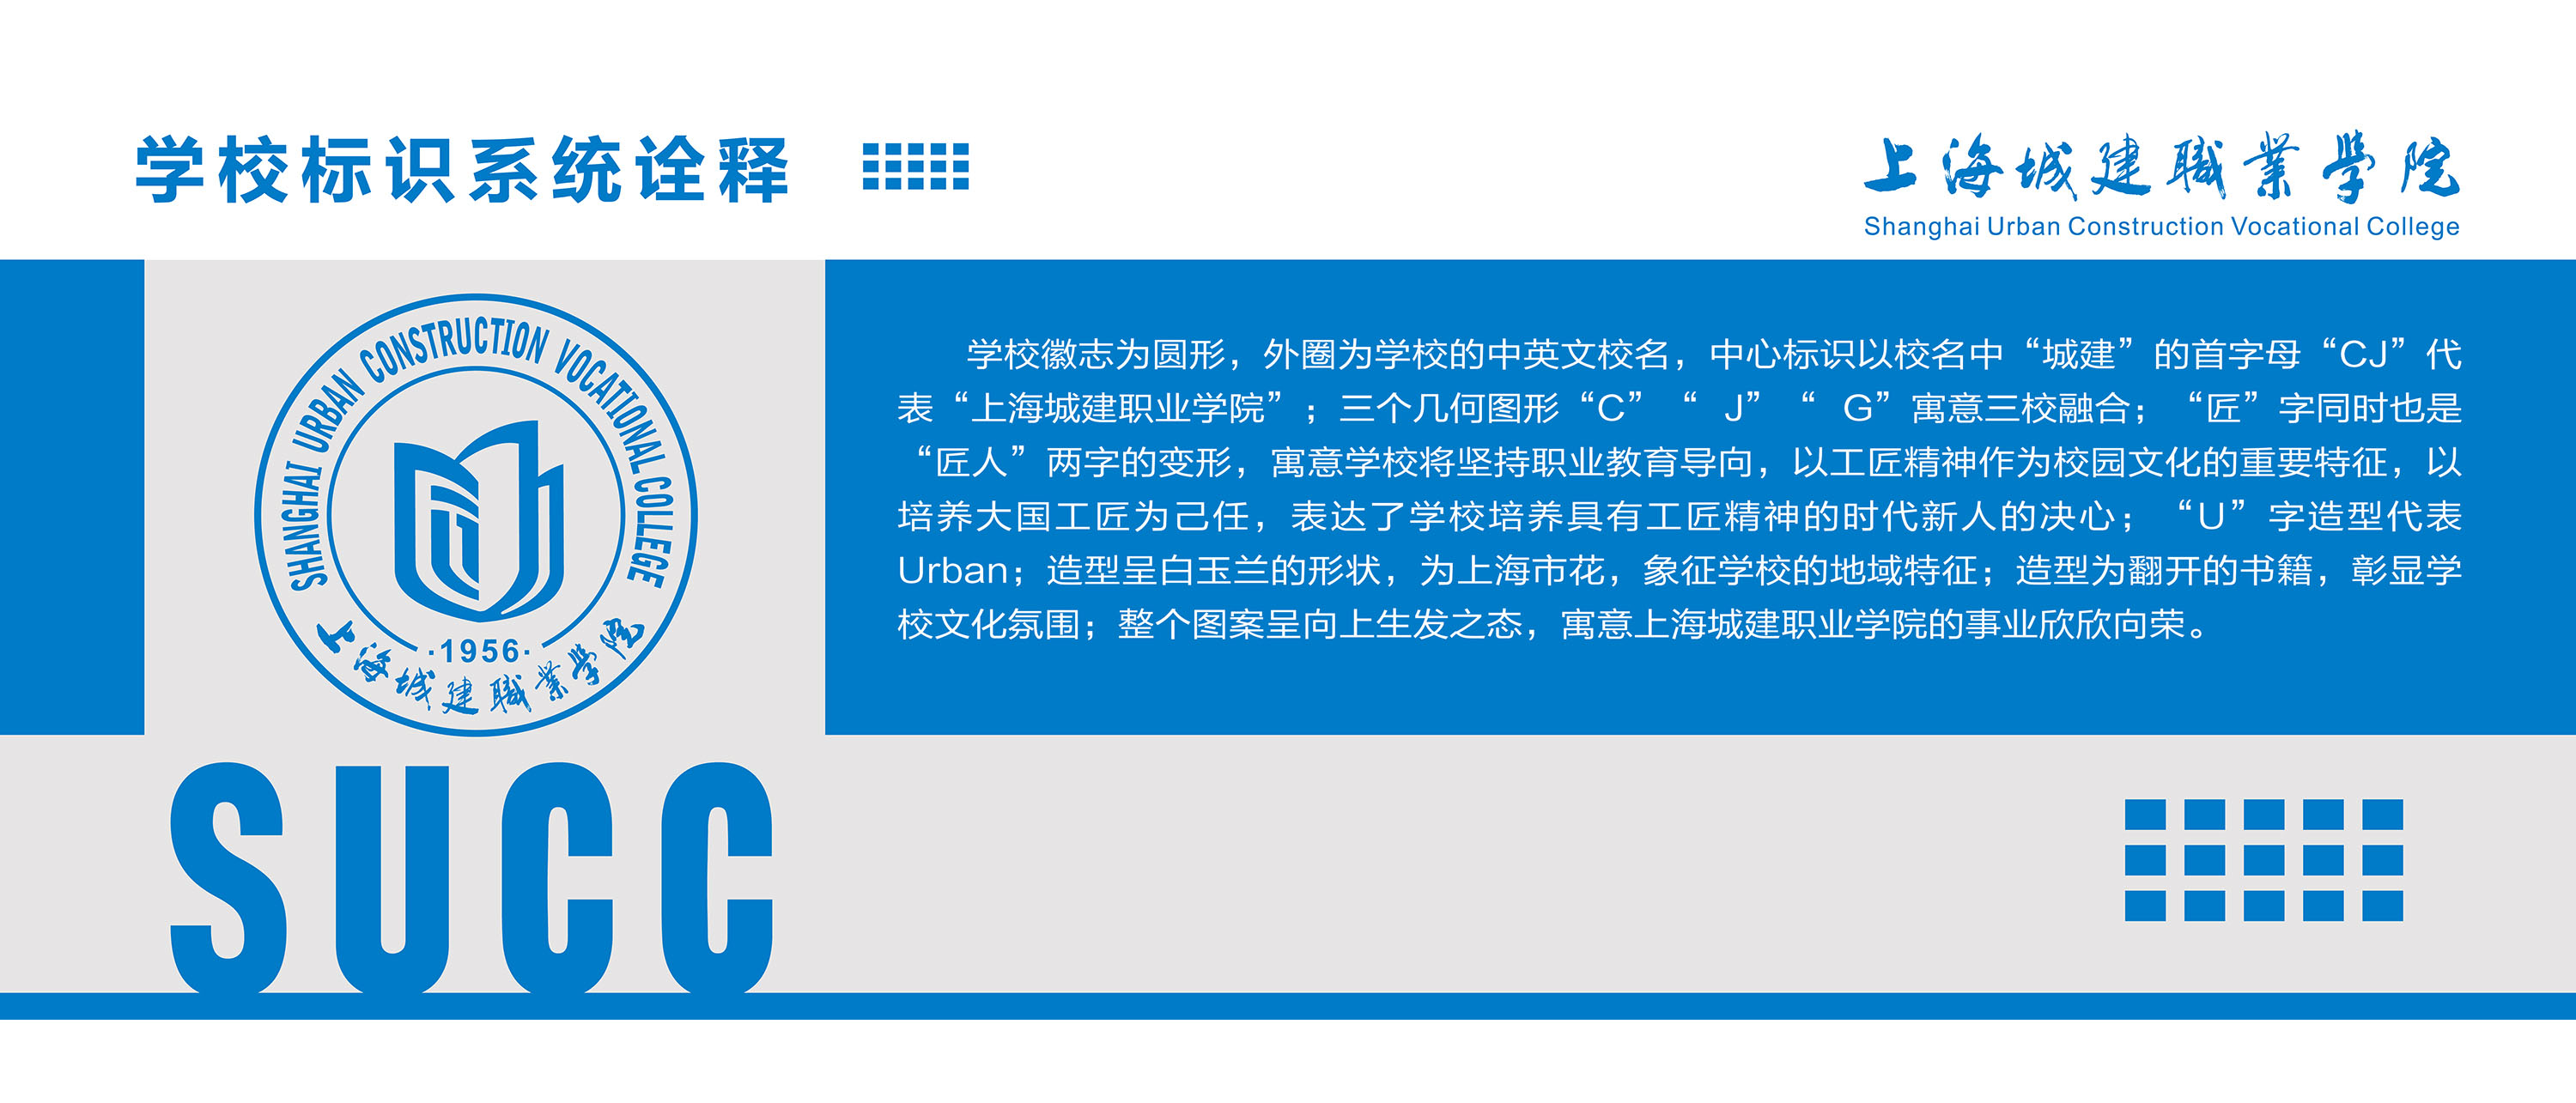 学校标识系统诠释
上海城建職業學院
Shanghai Urban Construction Vocational College
SHANGHAI URBAN CONSTRUCTION VOCATIONAL COLLEGE
·1956·
上海城建職業學院
学校徽志为圆形，外圈为学校的中英文校名，中心标识以校名中“城建”的首字母“CJ”代
表“上海城建职业学院”；三个几何图形“C”“ J”“ G”寓意三校融合；“匠”字同时也是
“匠人”两字的变形，寓意学校将坚持职业教育导向，以工匠精神作为校园文化的重要特征，以
培养大国工匠为己任，表达了学校培养具有工匠精神的时代新人的决心；“U”字造型代表
Urban；造型呈白玉兰的形状，为上海市花，象征学校的地域特征；造型为翻开的书籍，彰显学
校文化氛围；整个图案呈向上生发之态，寓意上海城建职业学院的事业欣欣向荣。
SUCC